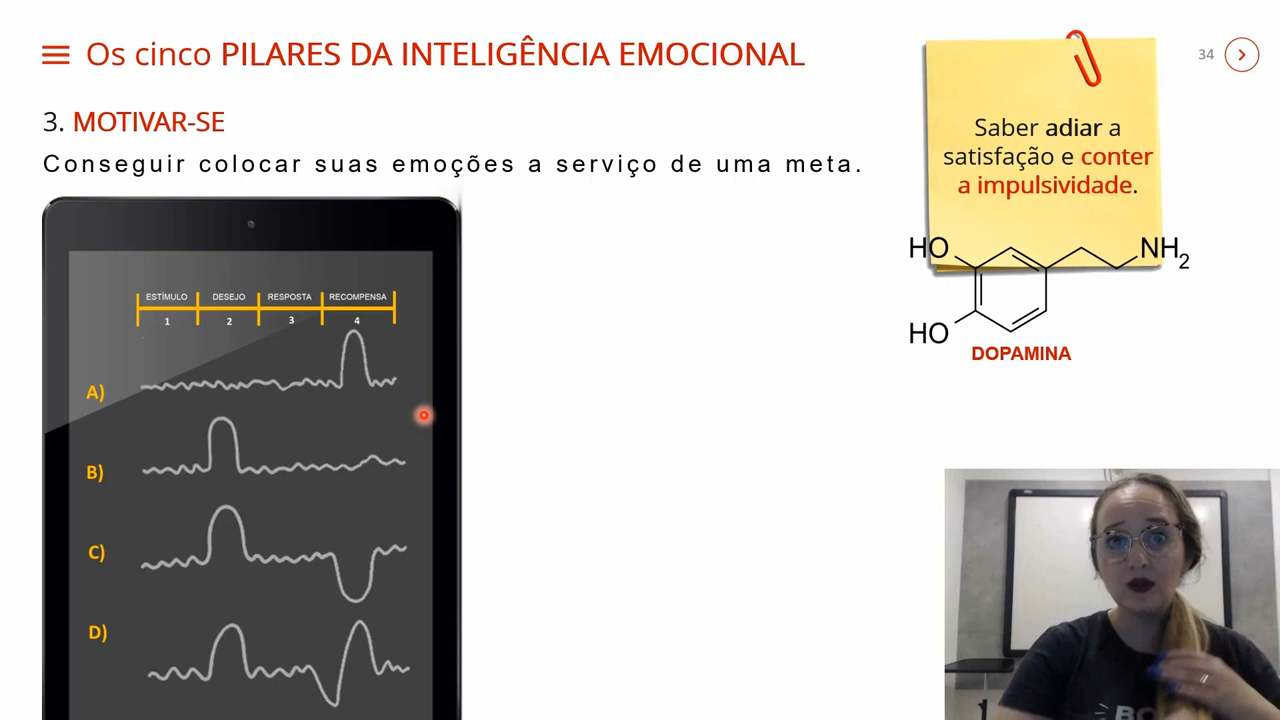 Os cinco PILARES DA INTELIGÊNCIA EMOCIONAL
34
3. MOTIVAR-SE
Conseguir colocar suas emoções a serviço de uma meta.
Saber adiar a
satisfação e conter
a impulsividade.
HO
NH2
HO
DOPAMINA
ESTÍMULO DESEJO RESPOSTA RECOMPENSA
1 2 3 4
A)
B)
C)
D)